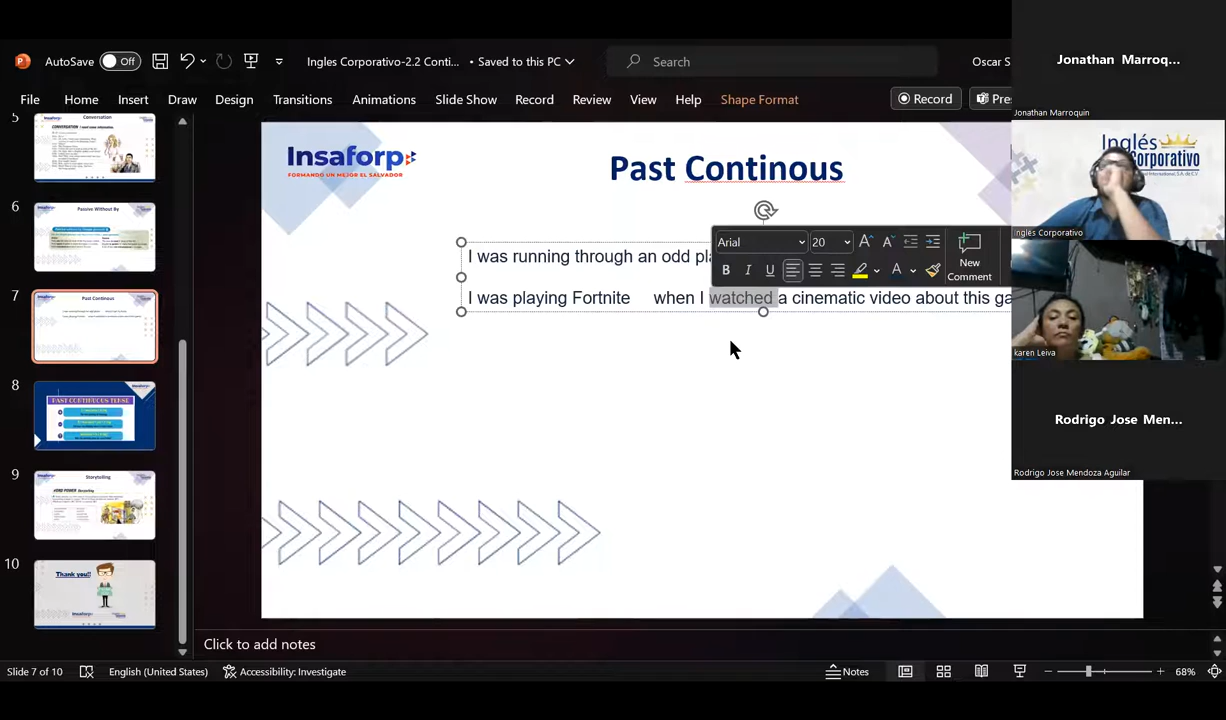 Jonathan Marroq...
AutoSave Off
Ingles Corporativo-2.2 Conti... • Saved to this PC
Search
Oscar S
File Home Insert Draw Design Transitions Animations Slide Show Record Review View Help Shape Format
Record
Pres
Jonathan Marroquin
5
Conversation
6
Passive Without By
7
Past Continous
8
PAST CONTINUOUS TENSE
9
Storytelling
10
Thank you!!
Insaforp
Insaforp
FORMANDO UN MEJOR EL SALVADOR
Past Continous
Arial 20
New
Comment
B I U
I was running through an odd pla
I was playing Fortnite when I watched a cinematic video about this ga
Inglés
Corporativo
Inglés Corporativo
karen Leiva
Rodrigo Jose Men...
Rodrigo Jose Mendoza Aguilar
Click to add notes
Slide 7 of 10 English (United States) Accessibility: Investigate Notes 68%